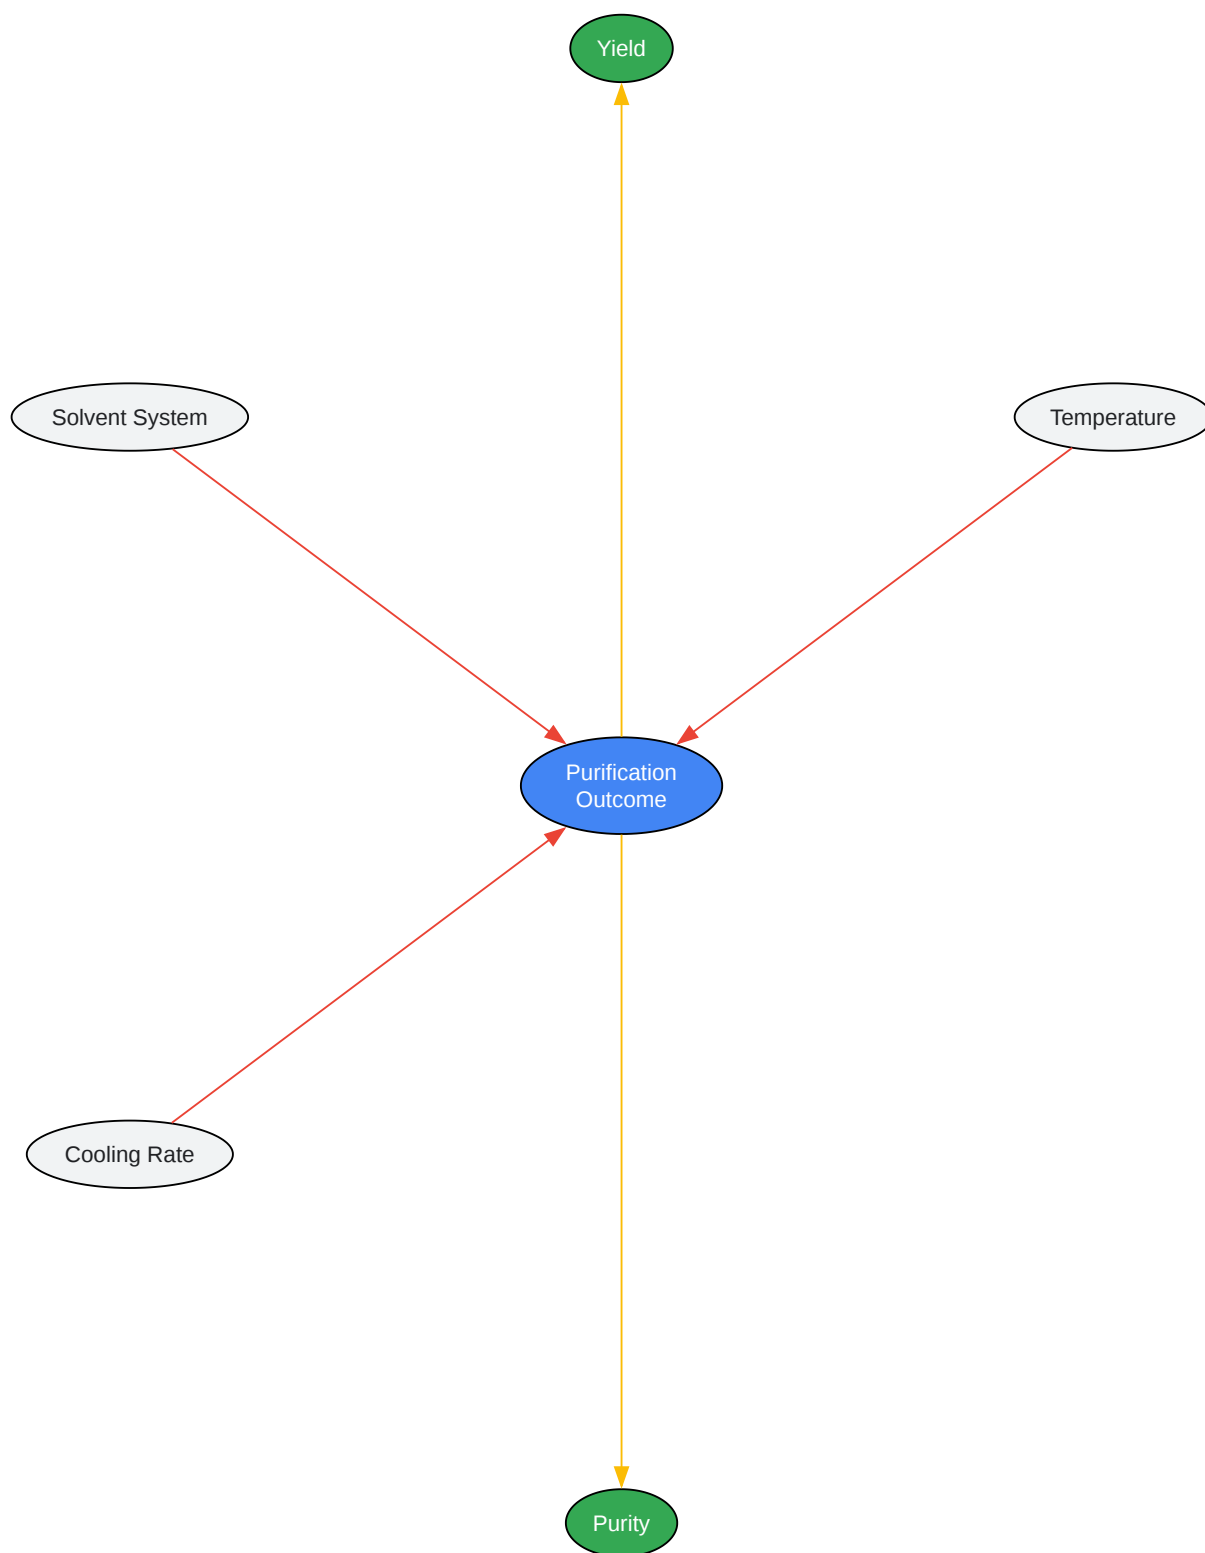 Yield
Solvent System
Temperature
Purification
Outcome
Cooling Rate
Purity